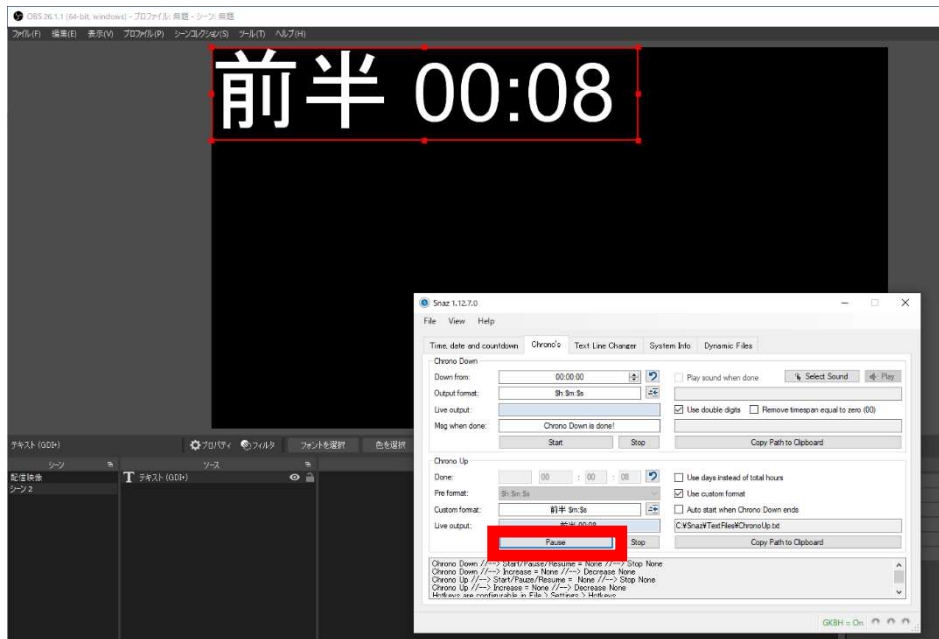 OBS 26.1.1 (64-bit, windows) - プロファイル: 無題 - シーン: 無題
ファイル(F) 編集(E) 表示(V) プロファイル(P) シーンコレクション(S) ツール(T) ヘルプ(H)
前半 00:08
Snaz 1.12.7.0
File View Help
Time, date and countdown Chrono's Text Line Changer System Info Dynamic Files
Chrono Down
Down from: 00:00:00 Play sound when done Select Sound Play
Output format: $h:$m:$s
Live output: Use double digits Remove timespan equal to zero (00)
Msg when done: Chrono Down is done!
Start Stop Copy Path to Clipboard
Chrono Up
Done: 00 : 00 : 08 Use days instead of total hours
Pre format: $h:$m:$s Use custom format
Custom format: 前半 $m:$s Auto start when Chrono Down ends
Live output: 前半 00:08 C:¥Snaz¥TextFiles¥ChronoUp.txt
Pause Stop Copy Path to Clipboard
Chrono Down //--> Start/Pause/Resume = None //--> Stop None
Chrono Down //--> Increase = None //--> Decrease None
Chrono Up //--> Start/Pause/Resume = None //--> Stop None
Chrono Up //--> Increase = None //--> Decrease None
Hotkeys are configurable in File > Settings > Hotkeys
GKBH = On
テキスト (GDI+) プロパティ フィルタ フォントを選択 色を選択
シーン ソース
配信映像 テキスト (GDI+)
シーン 2